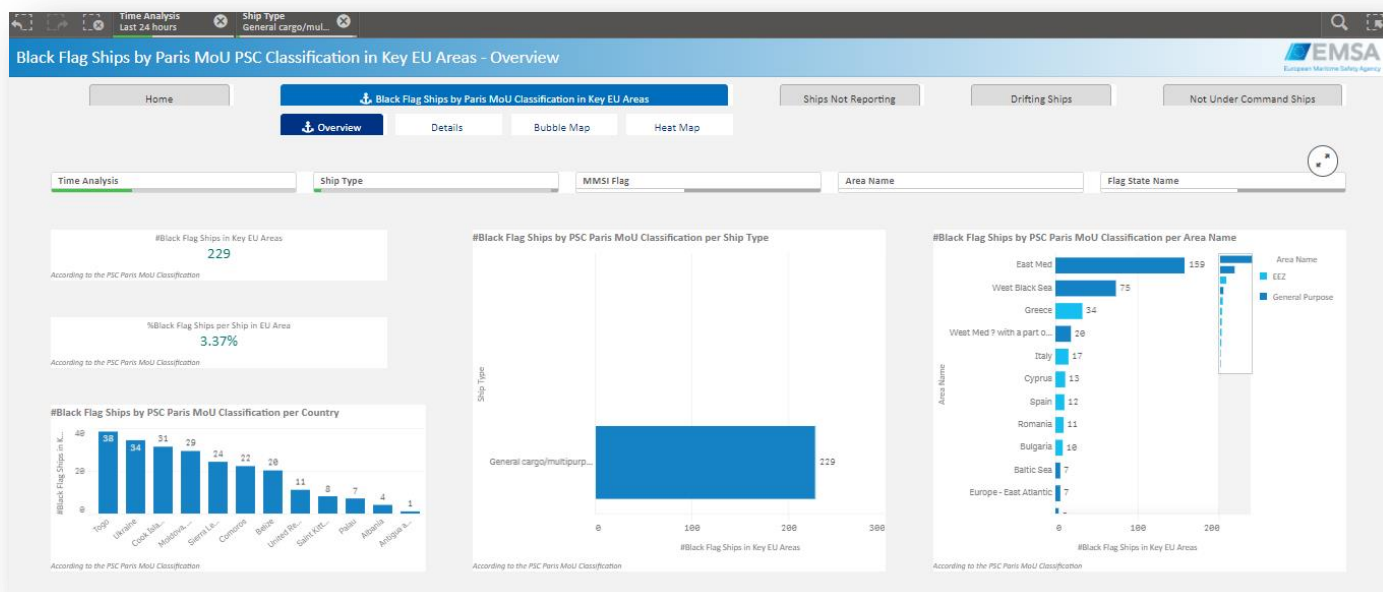 Time Analysis
Last 24 hours
Ship Type
General cargo/mul...
Black Flag Ships by Paris MoU PSC Classification in Key EU Areas - Overview
EMSA
European Maritime Safety Agency
Home
Black Flag Ships by Paris MoU Classification in Key EU Areas
Ships Not Reporting
Drifting Ships
Not Under Command Ships
Overview
Details
Bubble Map
Heat Map
Time Analysis
Ship Type
MMSI Flag
Area Name
Flag State Name
#Black Flag Ships in Key EU Areas
229
According to the PSC Paris MoU Classification
%Black Flag Ships per Ship in EU Area
3.37%
According to the PSC Paris MoU Classification
#Black Flag Ships by PSC Paris MoU Classification per Country
#Black Flag Ships in K...
40
20
0
38
34
31
29
24
22
20
11
8
7
4
1
Togo
Ukraine
Cook Isla...
Moldova, ...
Sierra Le...
Comoros
Belize
United Re...
Saint Kitt...
Palau
Albania
Antigua a...
According to the PSC Paris MoU Classification
#Black Flag Ships by PSC Paris MoU Classification per Ship Type
Ship Type
General cargo/multipurp...
229
0
100
200
300
#Black Flag Ships in Key EU Areas
According to the PSC Paris MoU Classification
#Black Flag Ships by PSC Paris MoU Classification per Area Name
Area Name
East Med
159
West Black Sea
75
Greece
34
West Med ? with a part o...
20
Italy
17
Cyprus
13
Spain
12
Romania
11
Bulgaria
10
Baltic Sea
7
Europe - East Atlantic
7
0
100
200
#Black Flag Ships in Key EU Areas
Area Name
EEZ
General Purpose
According to the PSC Paris MoU Classification